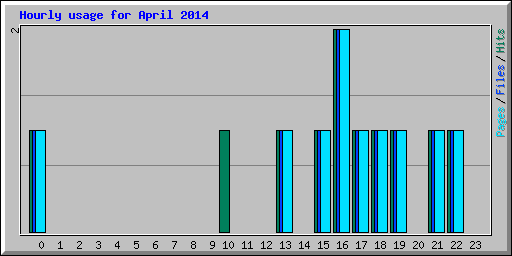 Hourly usage for April 2014
2
Pages/Files/Hits
0 1 2 3 4 5 6 7 8 9 10 11 12 13 14 15 16 17 18 19 20 21 22 23